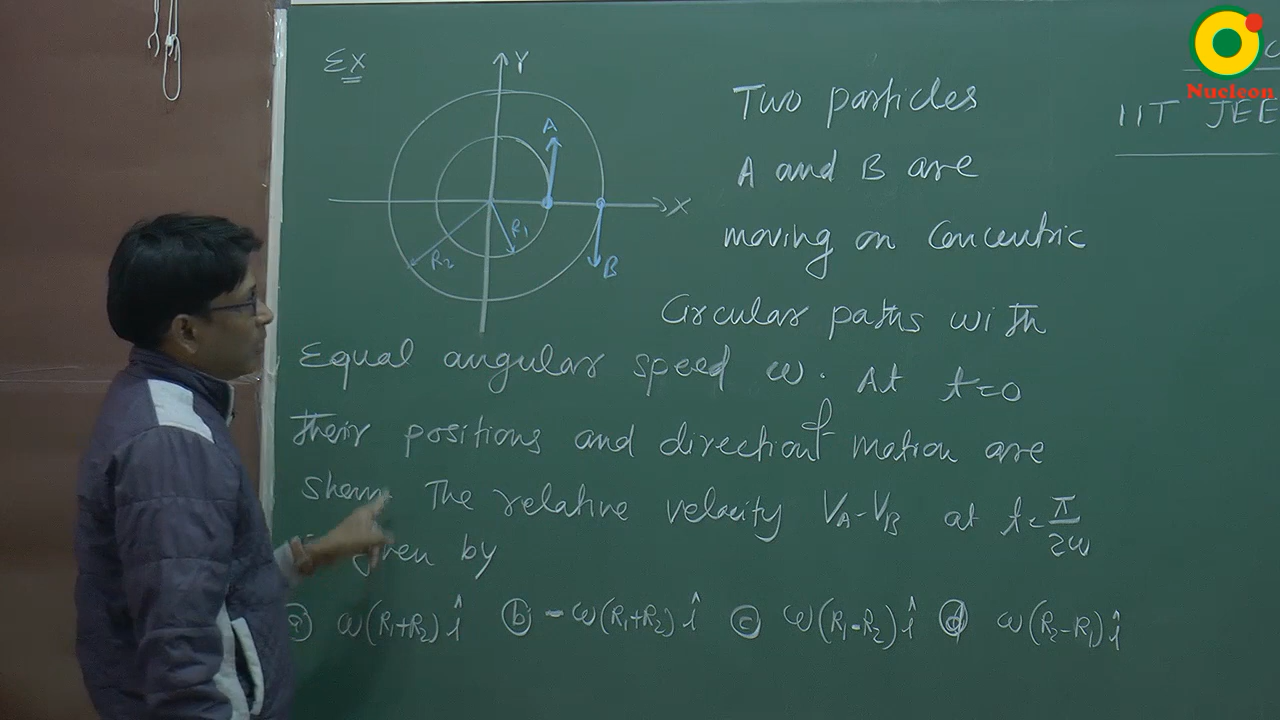 Nucleon
IIT JEE
EX
Y
Two particles
A
A and B are
X
R1
moving on Concentric
R2
B
Circular paths with
Equal angular speed ω. At t=0
their positions and direction of motion are
shown The relative velocity VA-VB at t=π/2ω
given by
(a) ω(R1+R2) î (b) -ω(R1+R2) î (c) ω(R1-R2) î (d) ω(R2-R1) î